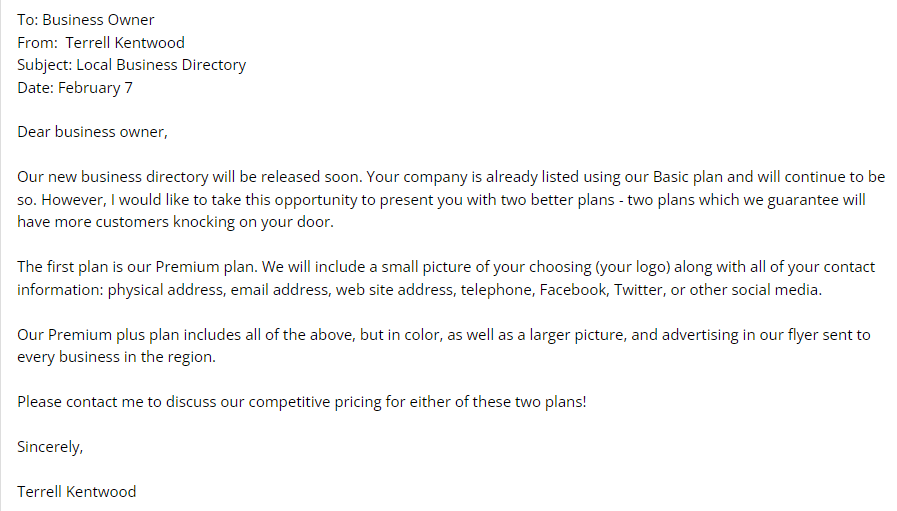 To: Business Owner
From:  Terrell Kentwood
Subject: Local Business Directory
Date: February 7
Dear business owner,
Our new business directory will be released soon. Your company is already listed using our Basic plan and will continue to be
so. However, I would like to take this opportunity to present you with two better plans - two plans which we guarantee will
have more customers knocking on your door.
The first plan is our Premium plan. We will include a small picture of your choosing (your logo) along with all of your contact
information: physical address, email address, web site address, telephone, Facebook, Twitter, or other social media.
Our Premium plus plan includes all of the above, but in color, as well as a larger picture, and advertising in our flyer sent to
every business in the region.
Please contact me to discuss our competitive pricing for either of these two plans!
Sincerely,
Terrell Kentwood